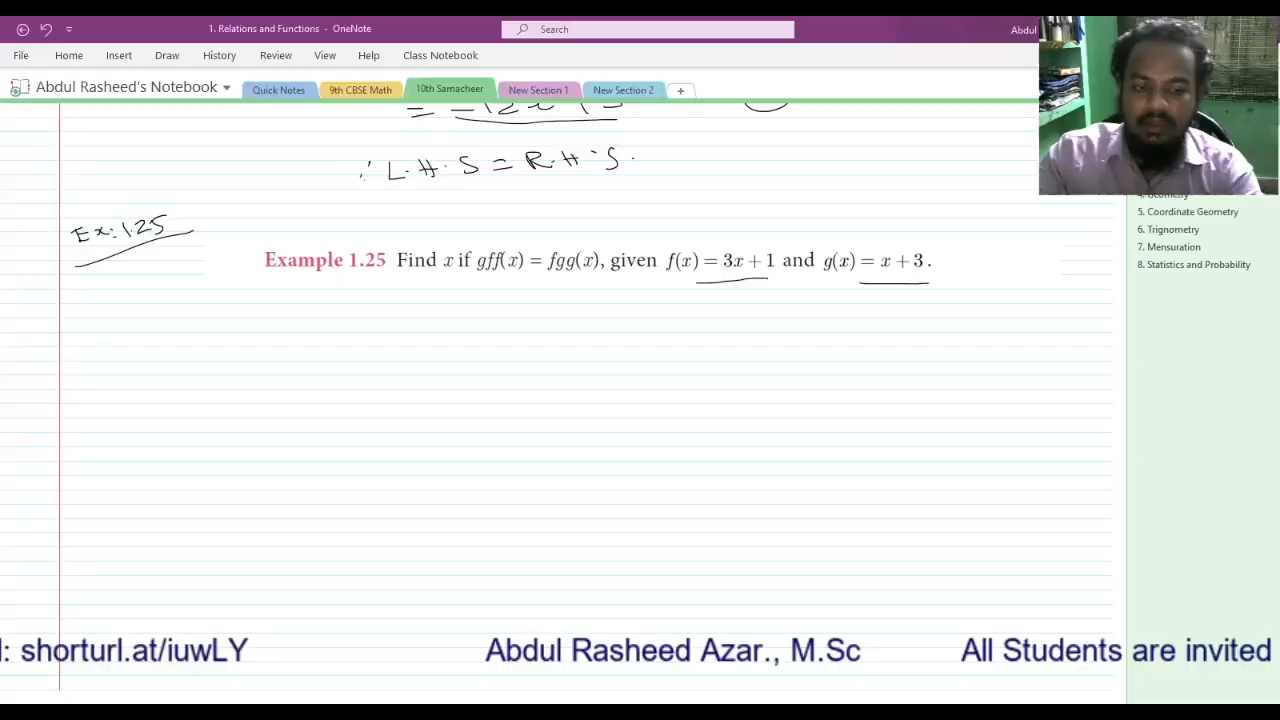 1. Relations and Functions - OneNote
Search
Abdul
File Home Insert Draw History Review View Help Class Notebook
Abdul Rasheed's Notebook
Quick Notes
9th CBSE Math
10th Samacheer
New Section 1
New Section 2
∴ L.H.S = R.H.S.
5. Coordinate Geometry
6. Trignometry
7. Mensuration
8. Statistics and Probability
Ex: 1.25
Example 1.25 Find x if gff(x) = fgg(x), given f(x) = 3x + 1 and g(x) = x + 3.
: shorturl.at/iuwLY
Abdul Rasheed Azar., M.Sc
All Students are invited